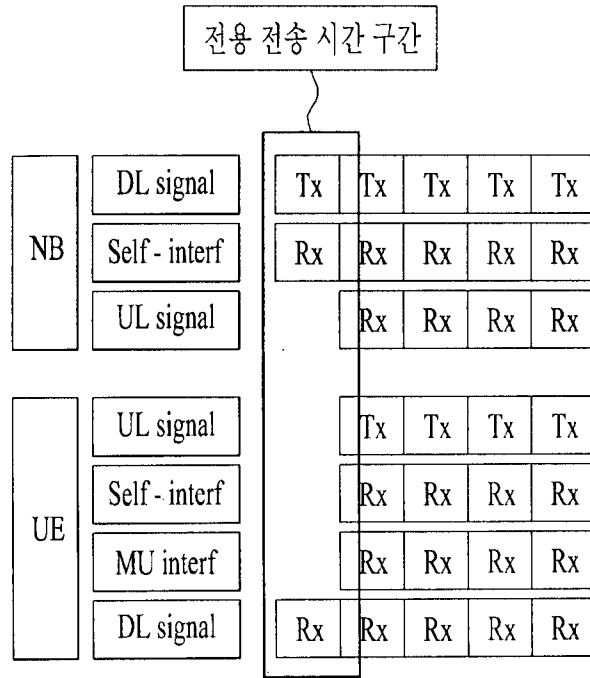 전용 전송 시간 구간
NB
DL signal Tx Tx Tx Tx Tx
Self - interf Rx Rx Rx Rx Rx
UL signal Rx Rx Rx Rx
UE
UL signal Tx Tx Tx Tx
Self - interf Rx Rx Rx Rx
MU interf Rx Rx Rx Rx
DL signal Rx Rx Rx Rx Rx